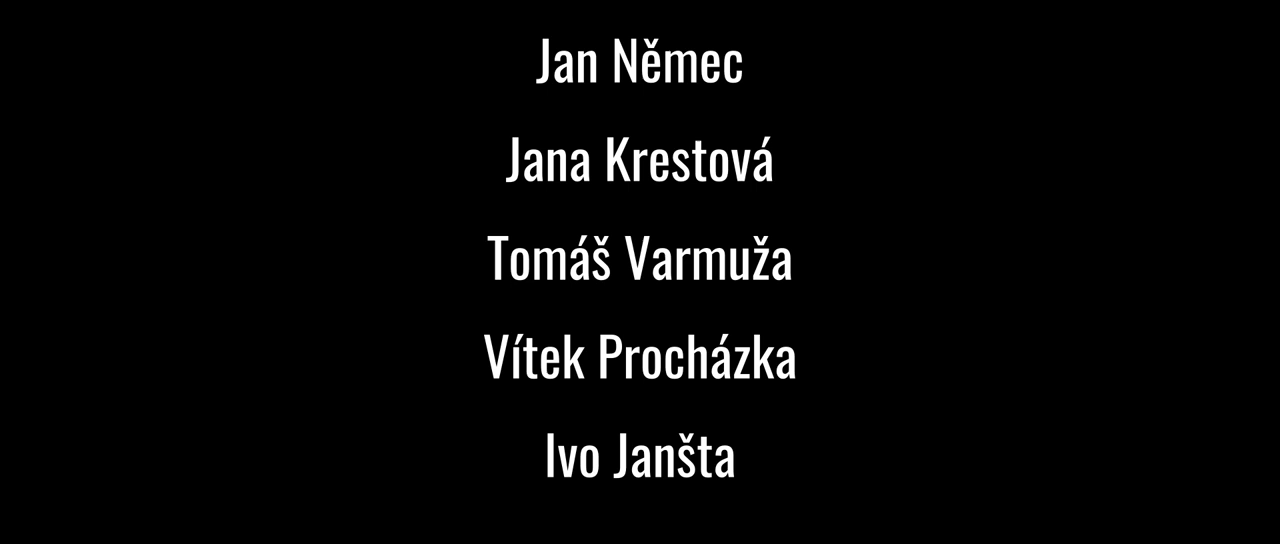 Jan Němec
Jana Krestová
Tomáš Varmuža
Vítek Procházka
Ivo Janšta